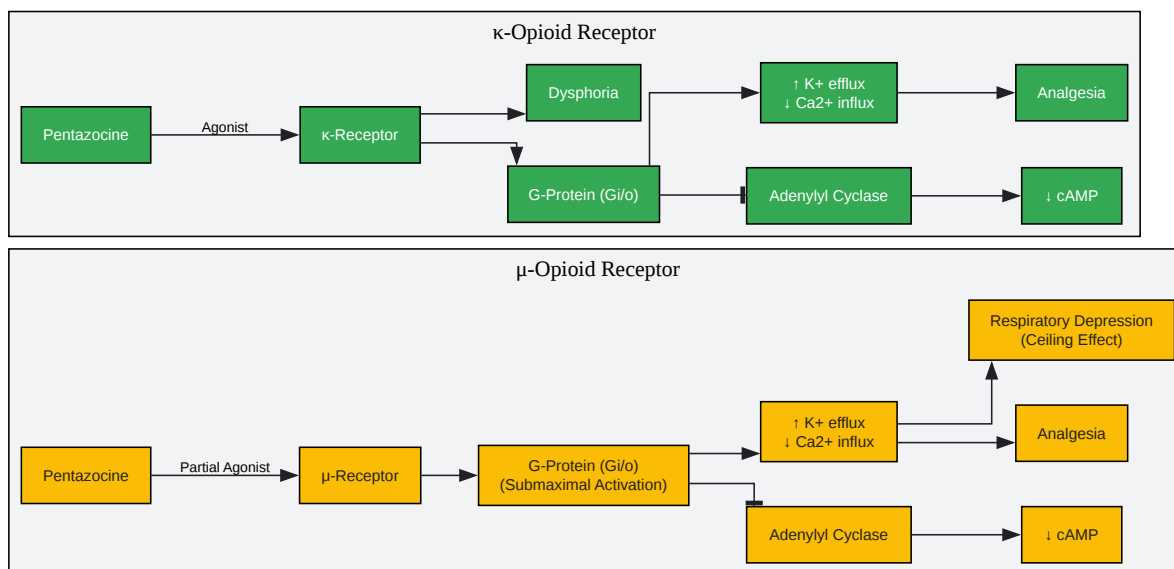 κ-Opioid Receptor
Pentazocine
Agonist
κ-Receptor
Dysphoria
G-Protein (Gi/o)
↑ K+ efflux
↓ Ca2+ influx
Analgesia
Adenylyl Cyclase
↓ cAMP
μ-Opioid Receptor
Pentazocine
Partial Agonist
μ-Receptor
G-Protein (Gi/o)
(Submaximal Activation)
↑ K+ efflux
↓ Ca2+ influx
Respiratory Depression
(Ceiling Effect)
Analgesia
Adenylyl Cyclase
↓ cAMP